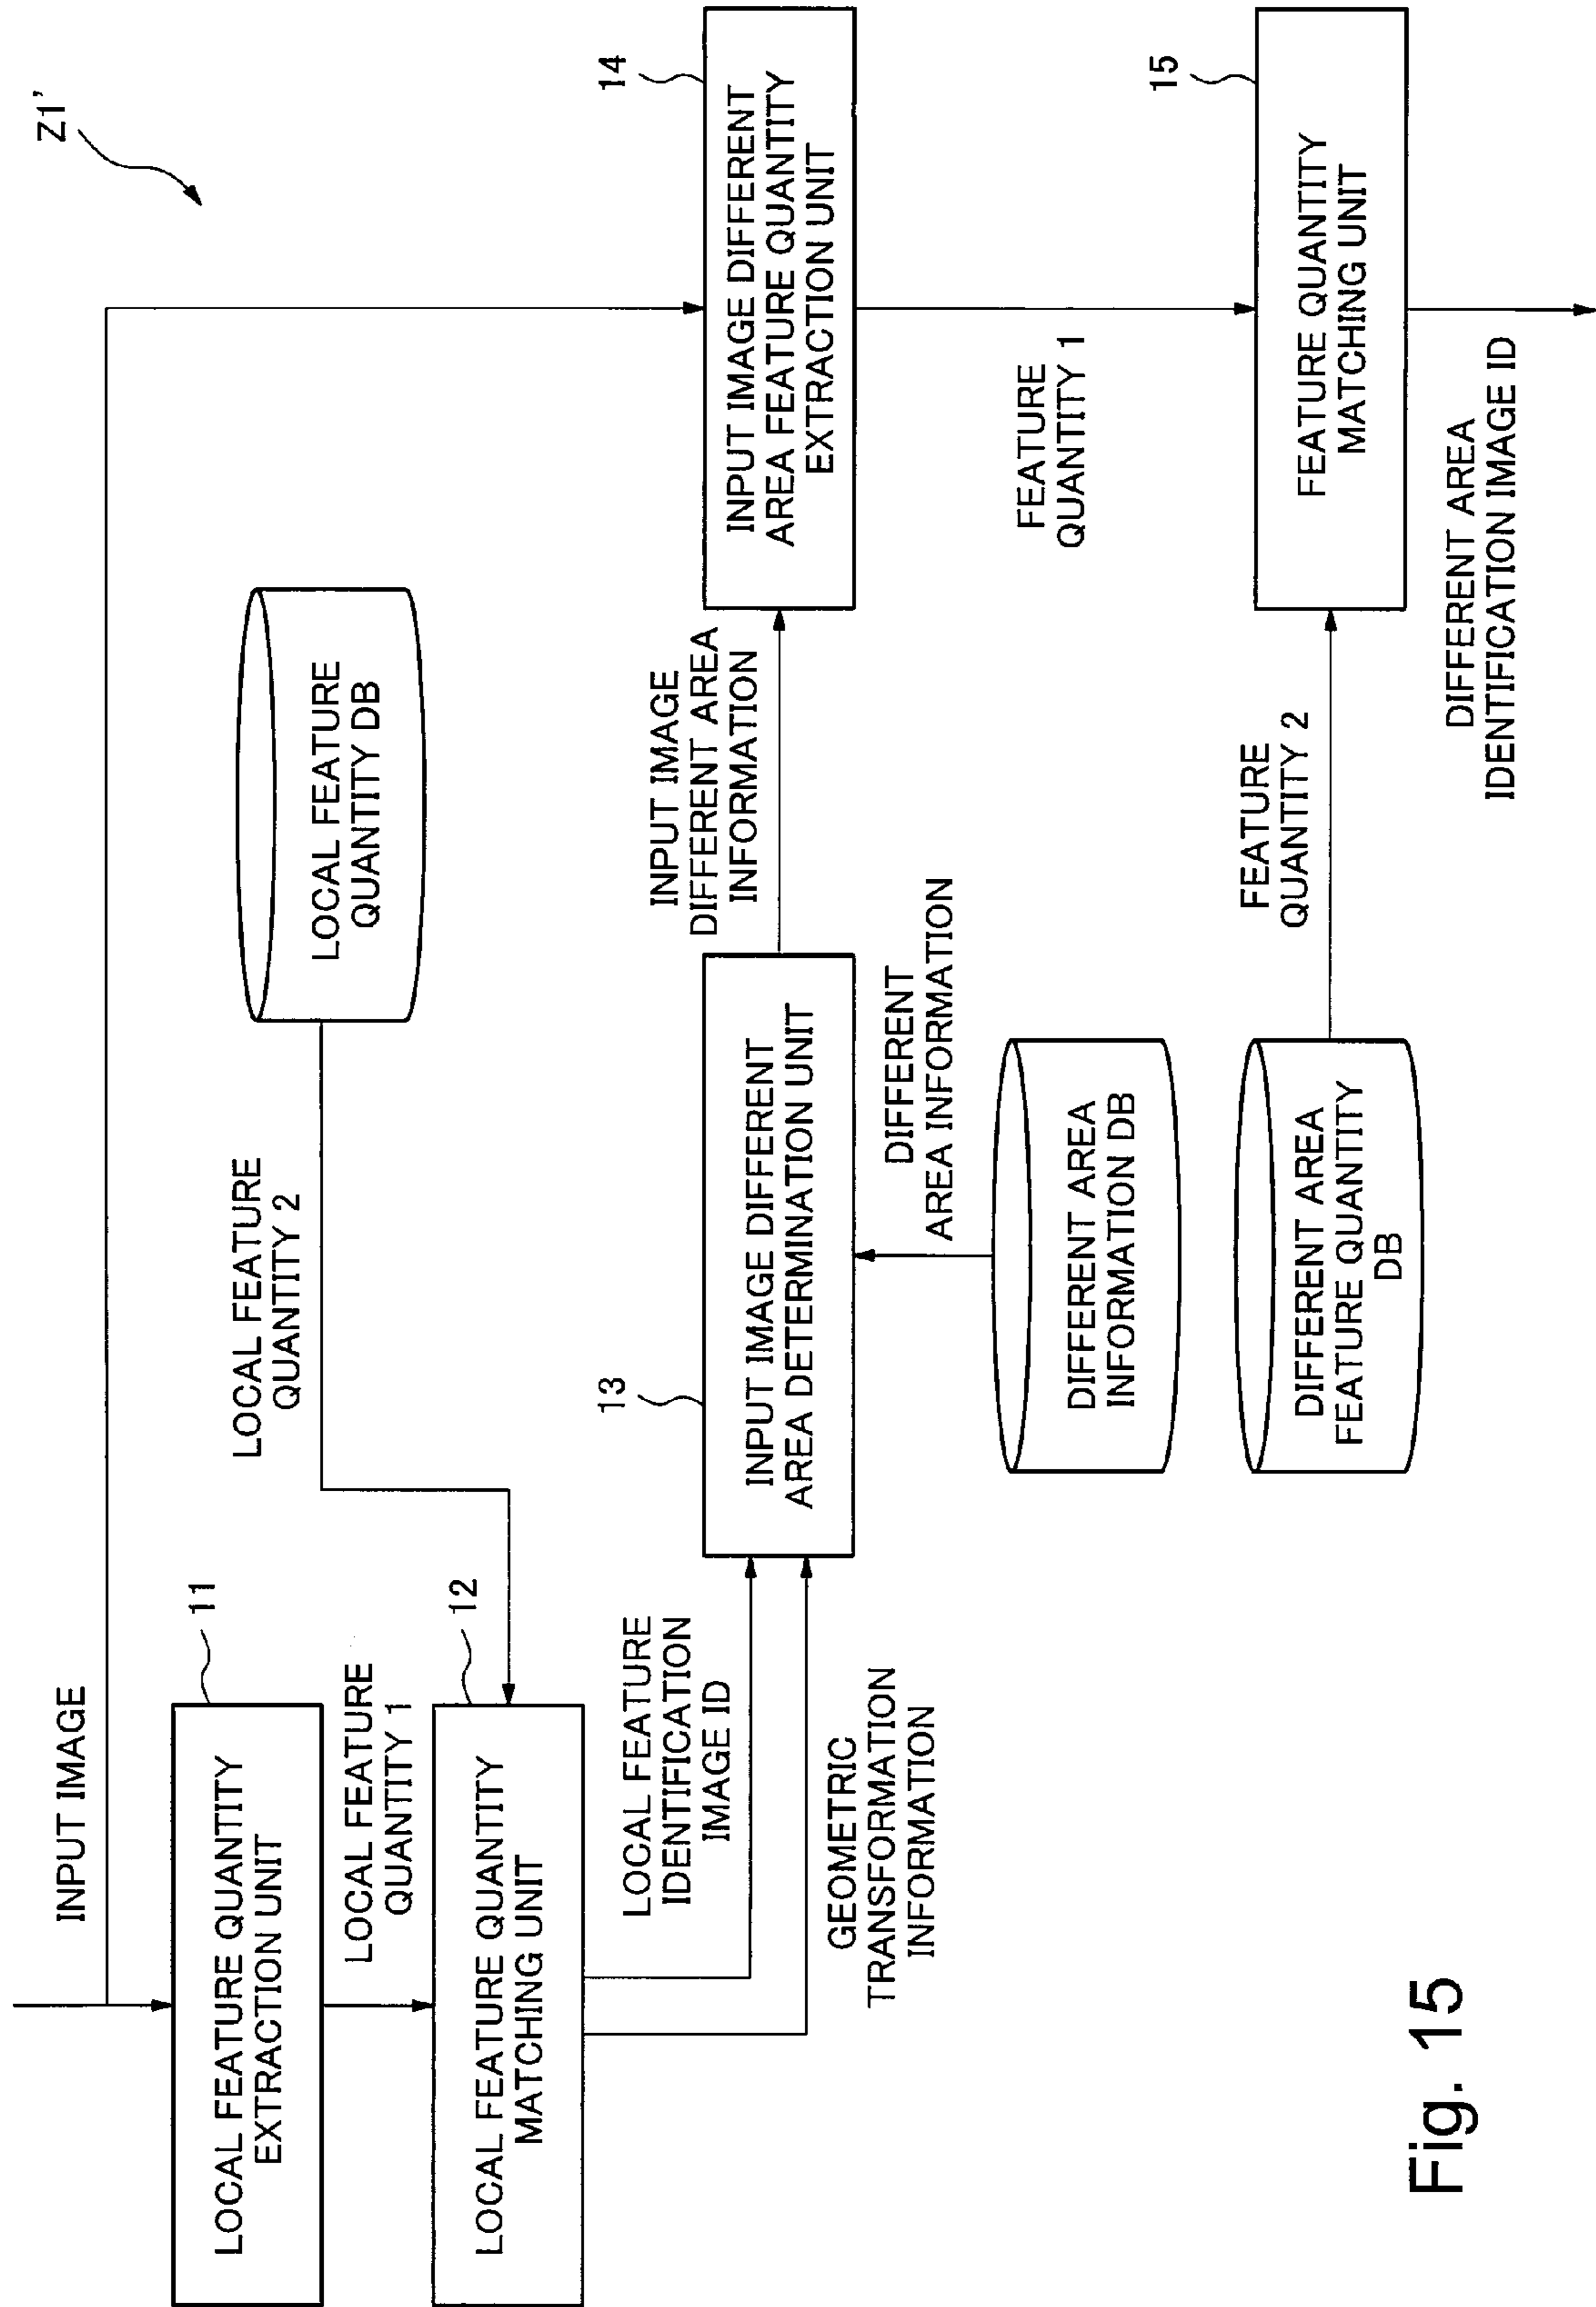 Z1'
INPUT IMAGE
11
LOCAL FEATURE QUANTITY
EXTRACTION UNIT
LOCAL FEATURE
QUANTITY 1
LOCAL FEATURE
QUANTITY 2
LOCAL FEATURE
QUANTITY DB
12
LOCAL FEATURE QUANTITY
MATCHING UNIT
LOCAL FEATURE
IDENTIFICATION
IMAGE ID
GEOMETRIC
TRANSFORMATION
INFORMATION
13
INPUT IMAGE DIFFERENT
AREA DETERMINATION UNIT
INPUT IMAGE
DIFFERENT AREA
INFORMATION
14
INPUT IMAGE DIFFERENT
AREA FEATURE QUANTITY
EXTRACTION UNIT
DIFFERENT
AREA INFORMATION
DIFFERENT AREA
INFORMATION DB
FEATURE
QUANTITY 1
DIFFERENT AREA
FEATURE QUANTITY
DB
FEATURE
QUANTITY 2
15
FEATURE QUANTITY
MATCHING UNIT
DIFFERENT AREA
IDENTIFICATION IMAGE ID
Fig. 15